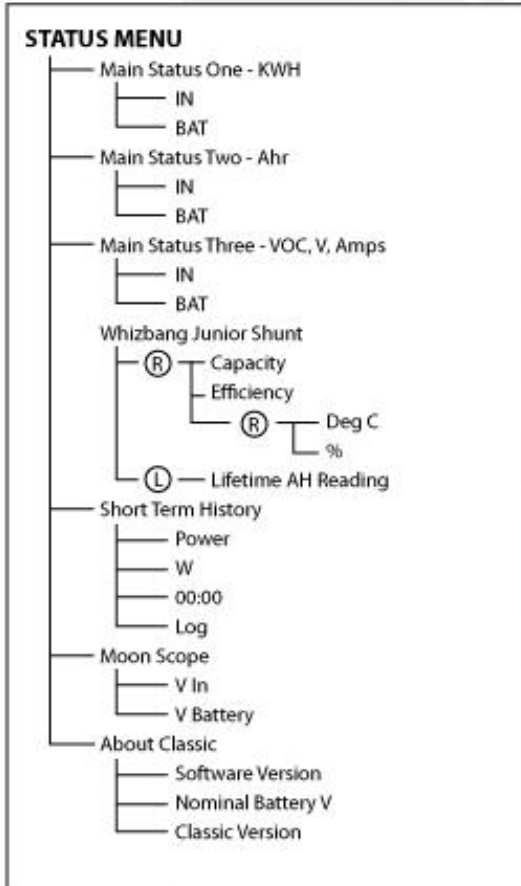 STATUS MENU
Main Status One - KWH
IN
BAT
Main Status Two - Ahr
IN
BAT
Main Status Three - VOC, V, Amps
IN
BAT
Whizbang Junior Shunt
R Capacity
Efficiency
R Deg C
%
L Lifetime AH Reading
Short Term History
Power
W
00:00
Log
Moon Scope
V In
V Battery
About Classic
Software Version
Nominal Battery V
Classic Version